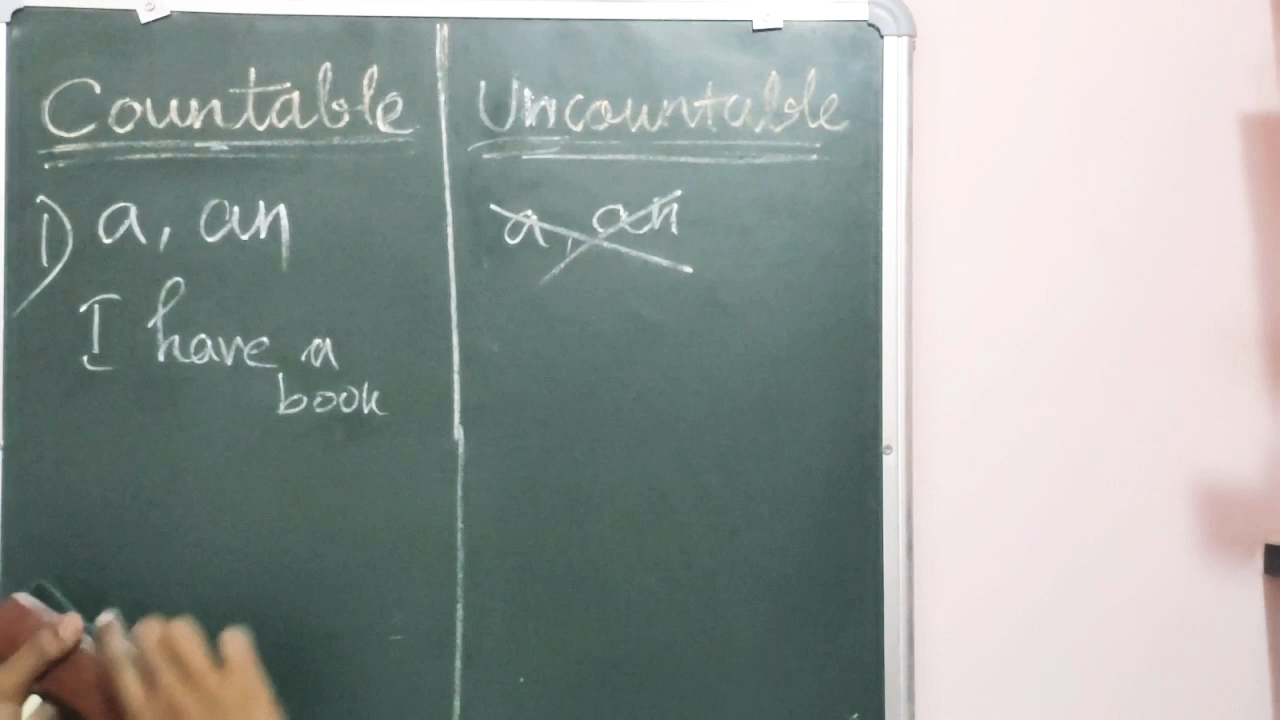 Countable
1) a, an
I have a
book
Uncountable
a, an